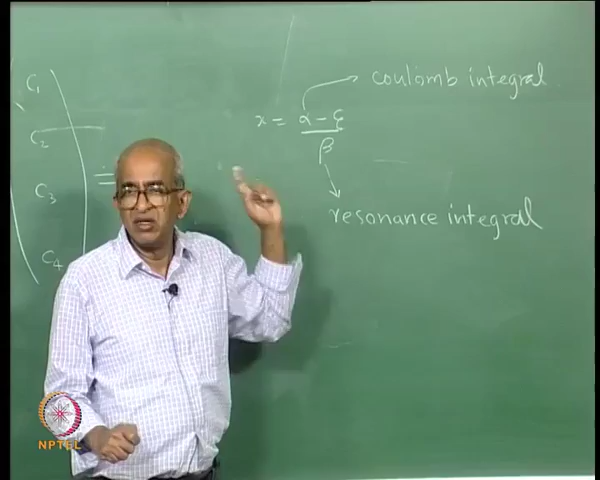 C1
C2
C3
C4
=
x = α - ε / β
coulomb integral
resonance integral
NPTEL